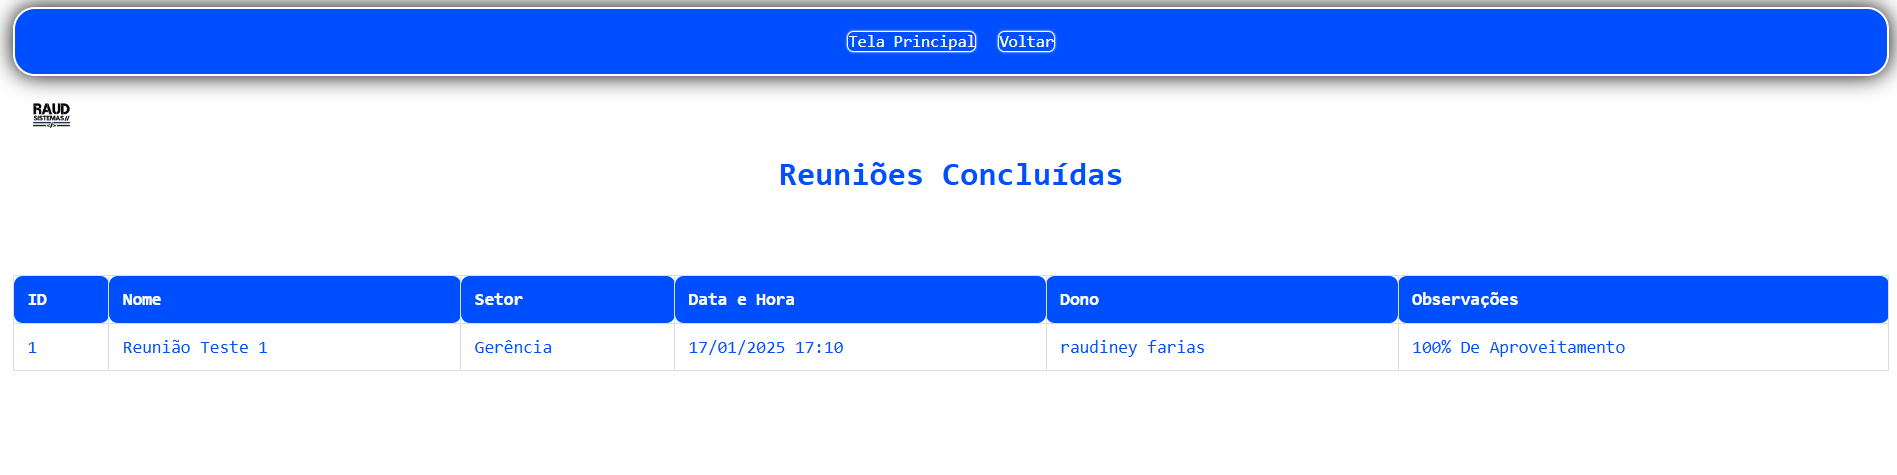 Tela Principal Voltar
RAUD
SISTEMAS//
</>
Reuniões Concluídas
ID Nome Setor Data e Hora Dono Observações
1 Reunião Teste 1 Gerência 17/01/2025 17:10 raudiney farias 100% De Aproveitamento